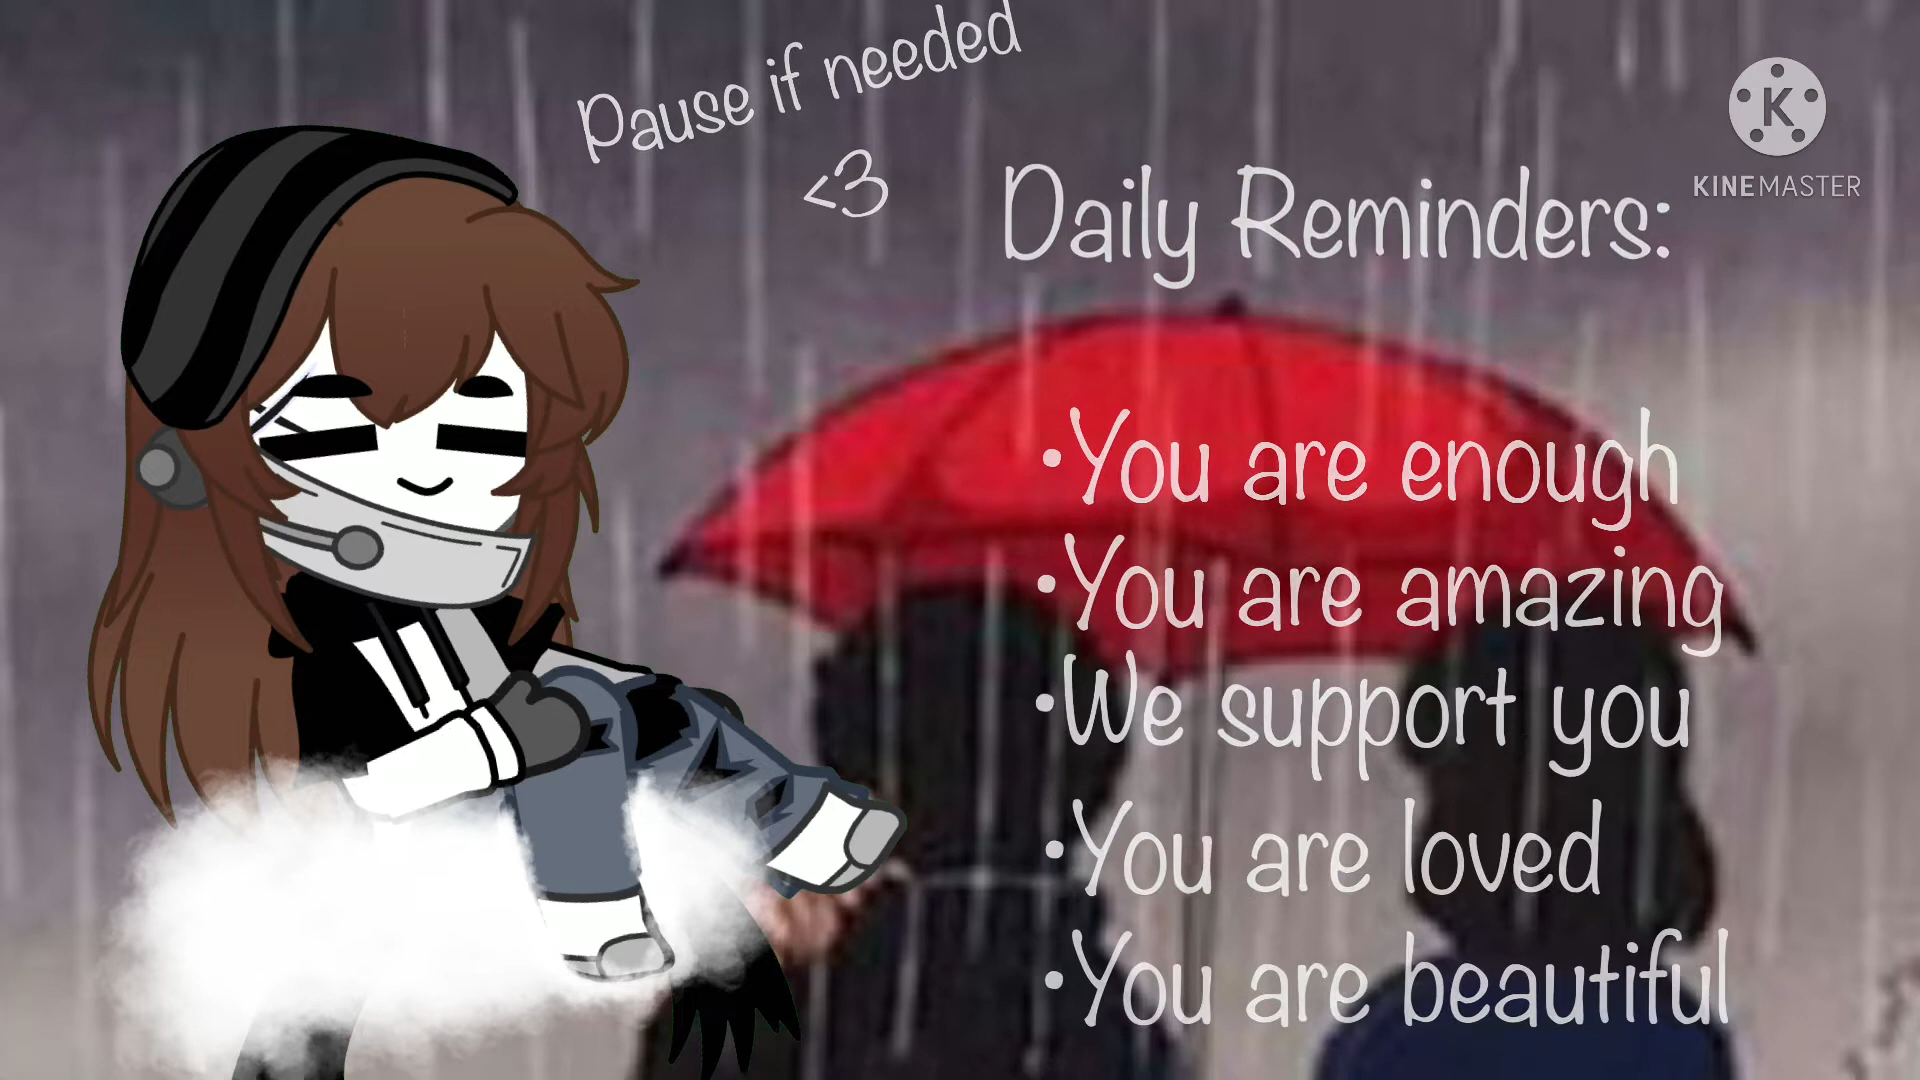 Pause if needed
<3
K
KINEMASTER
Daily Reminders:
•You are enough
•You are amazing
•We support you
•You are loved
•You are beautiful